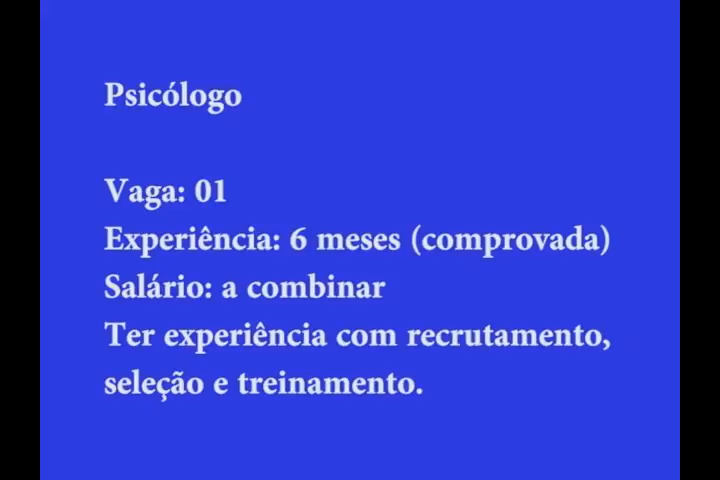 Psicólogo
Vaga: 01
Experiência: 6 meses (comprovada)
Salário: a combinar
Ter experiência com recrutamento,
seleção e treinamento.